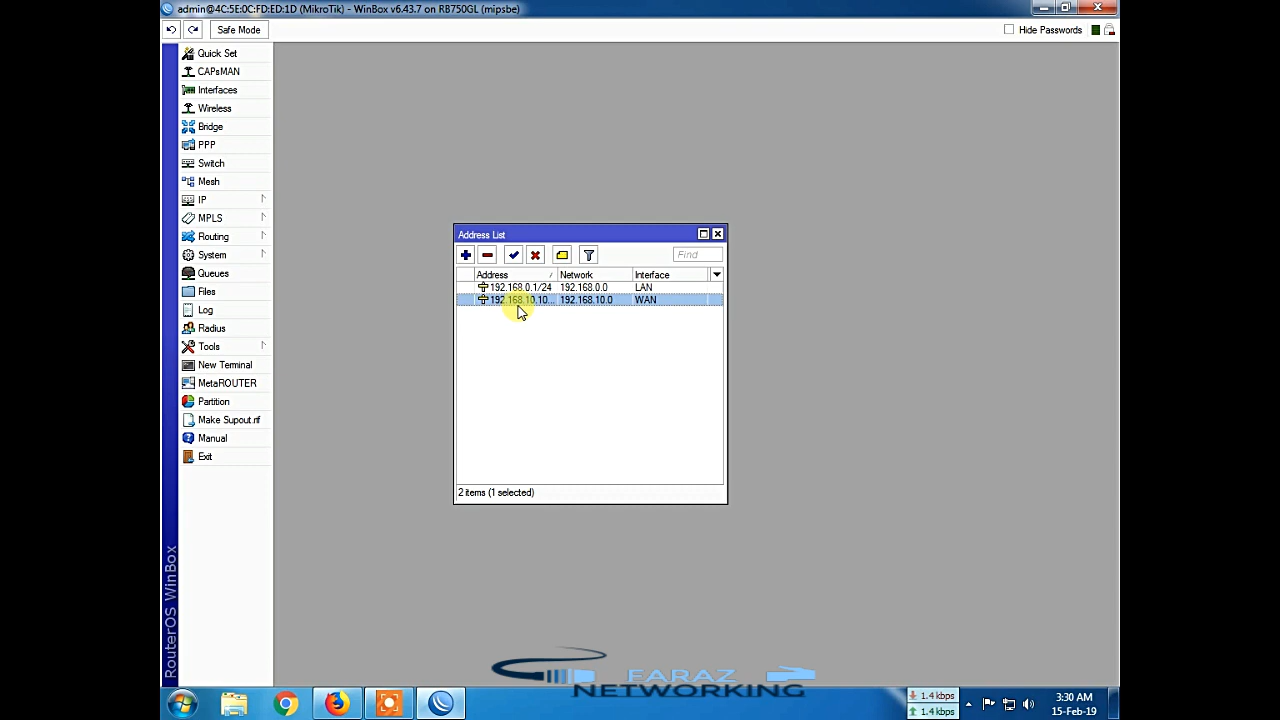 admin@4C:5E:0C:FD:ED:1D (MikroTik) - WinBox v6.43.7 on RB750GL (mipsbe)
Safe Mode
Hide Passwords
Quick Set
CAPsMAN
Interfaces
Wireless
Bridge
PPP
Switch
Mesh
IP
MPLS
Routing
System
Queues
Files
Log
Radius
Tools
New Terminal
MetaROUTER
Partition
Make Supout.rif
Manual
Exit
RouterOS WinBox
Address List
Find
Address Network Interface
192.168.0.1/24 192.168.0.0 LAN
192.168.10.10... 192.168.10.0 WAN
2 items (1 selected)
FARAZ
NETWORKING
1.4 kbps
1.4 kbps
3:30 AM
15-Feb-19